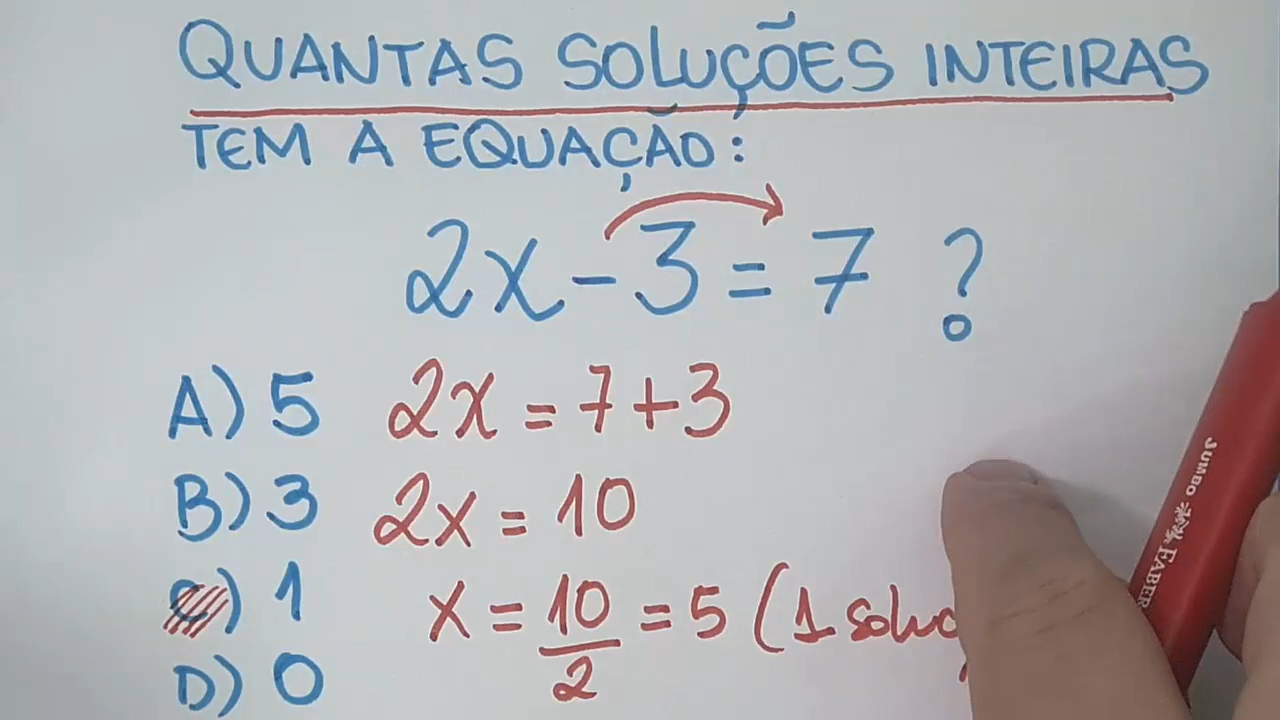 QUANTAS SOLUÇÕES INTEIRAS
TEM A EQUAÇÃO:
2x - 3 = 7 ?
A) 5
2x = 7 + 3
B) 3
2x = 10
C) 1
x = 10/2 = 5 (1
D) 0
JUMBO FABER